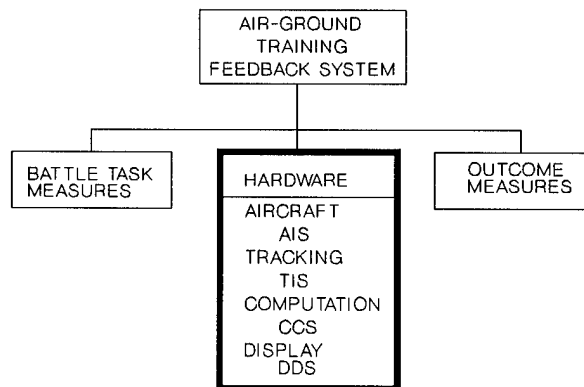 AIR-GROUND
TRAINING
FEEDBACK SYSTEM
BATTLE TASK
MEASURES
HARDWARE
AIRCRAFT
AIS
TRACKING
TIS
COMPUTATION
CCS
DISPLAY
DDS
OUTCOME
MEASURES